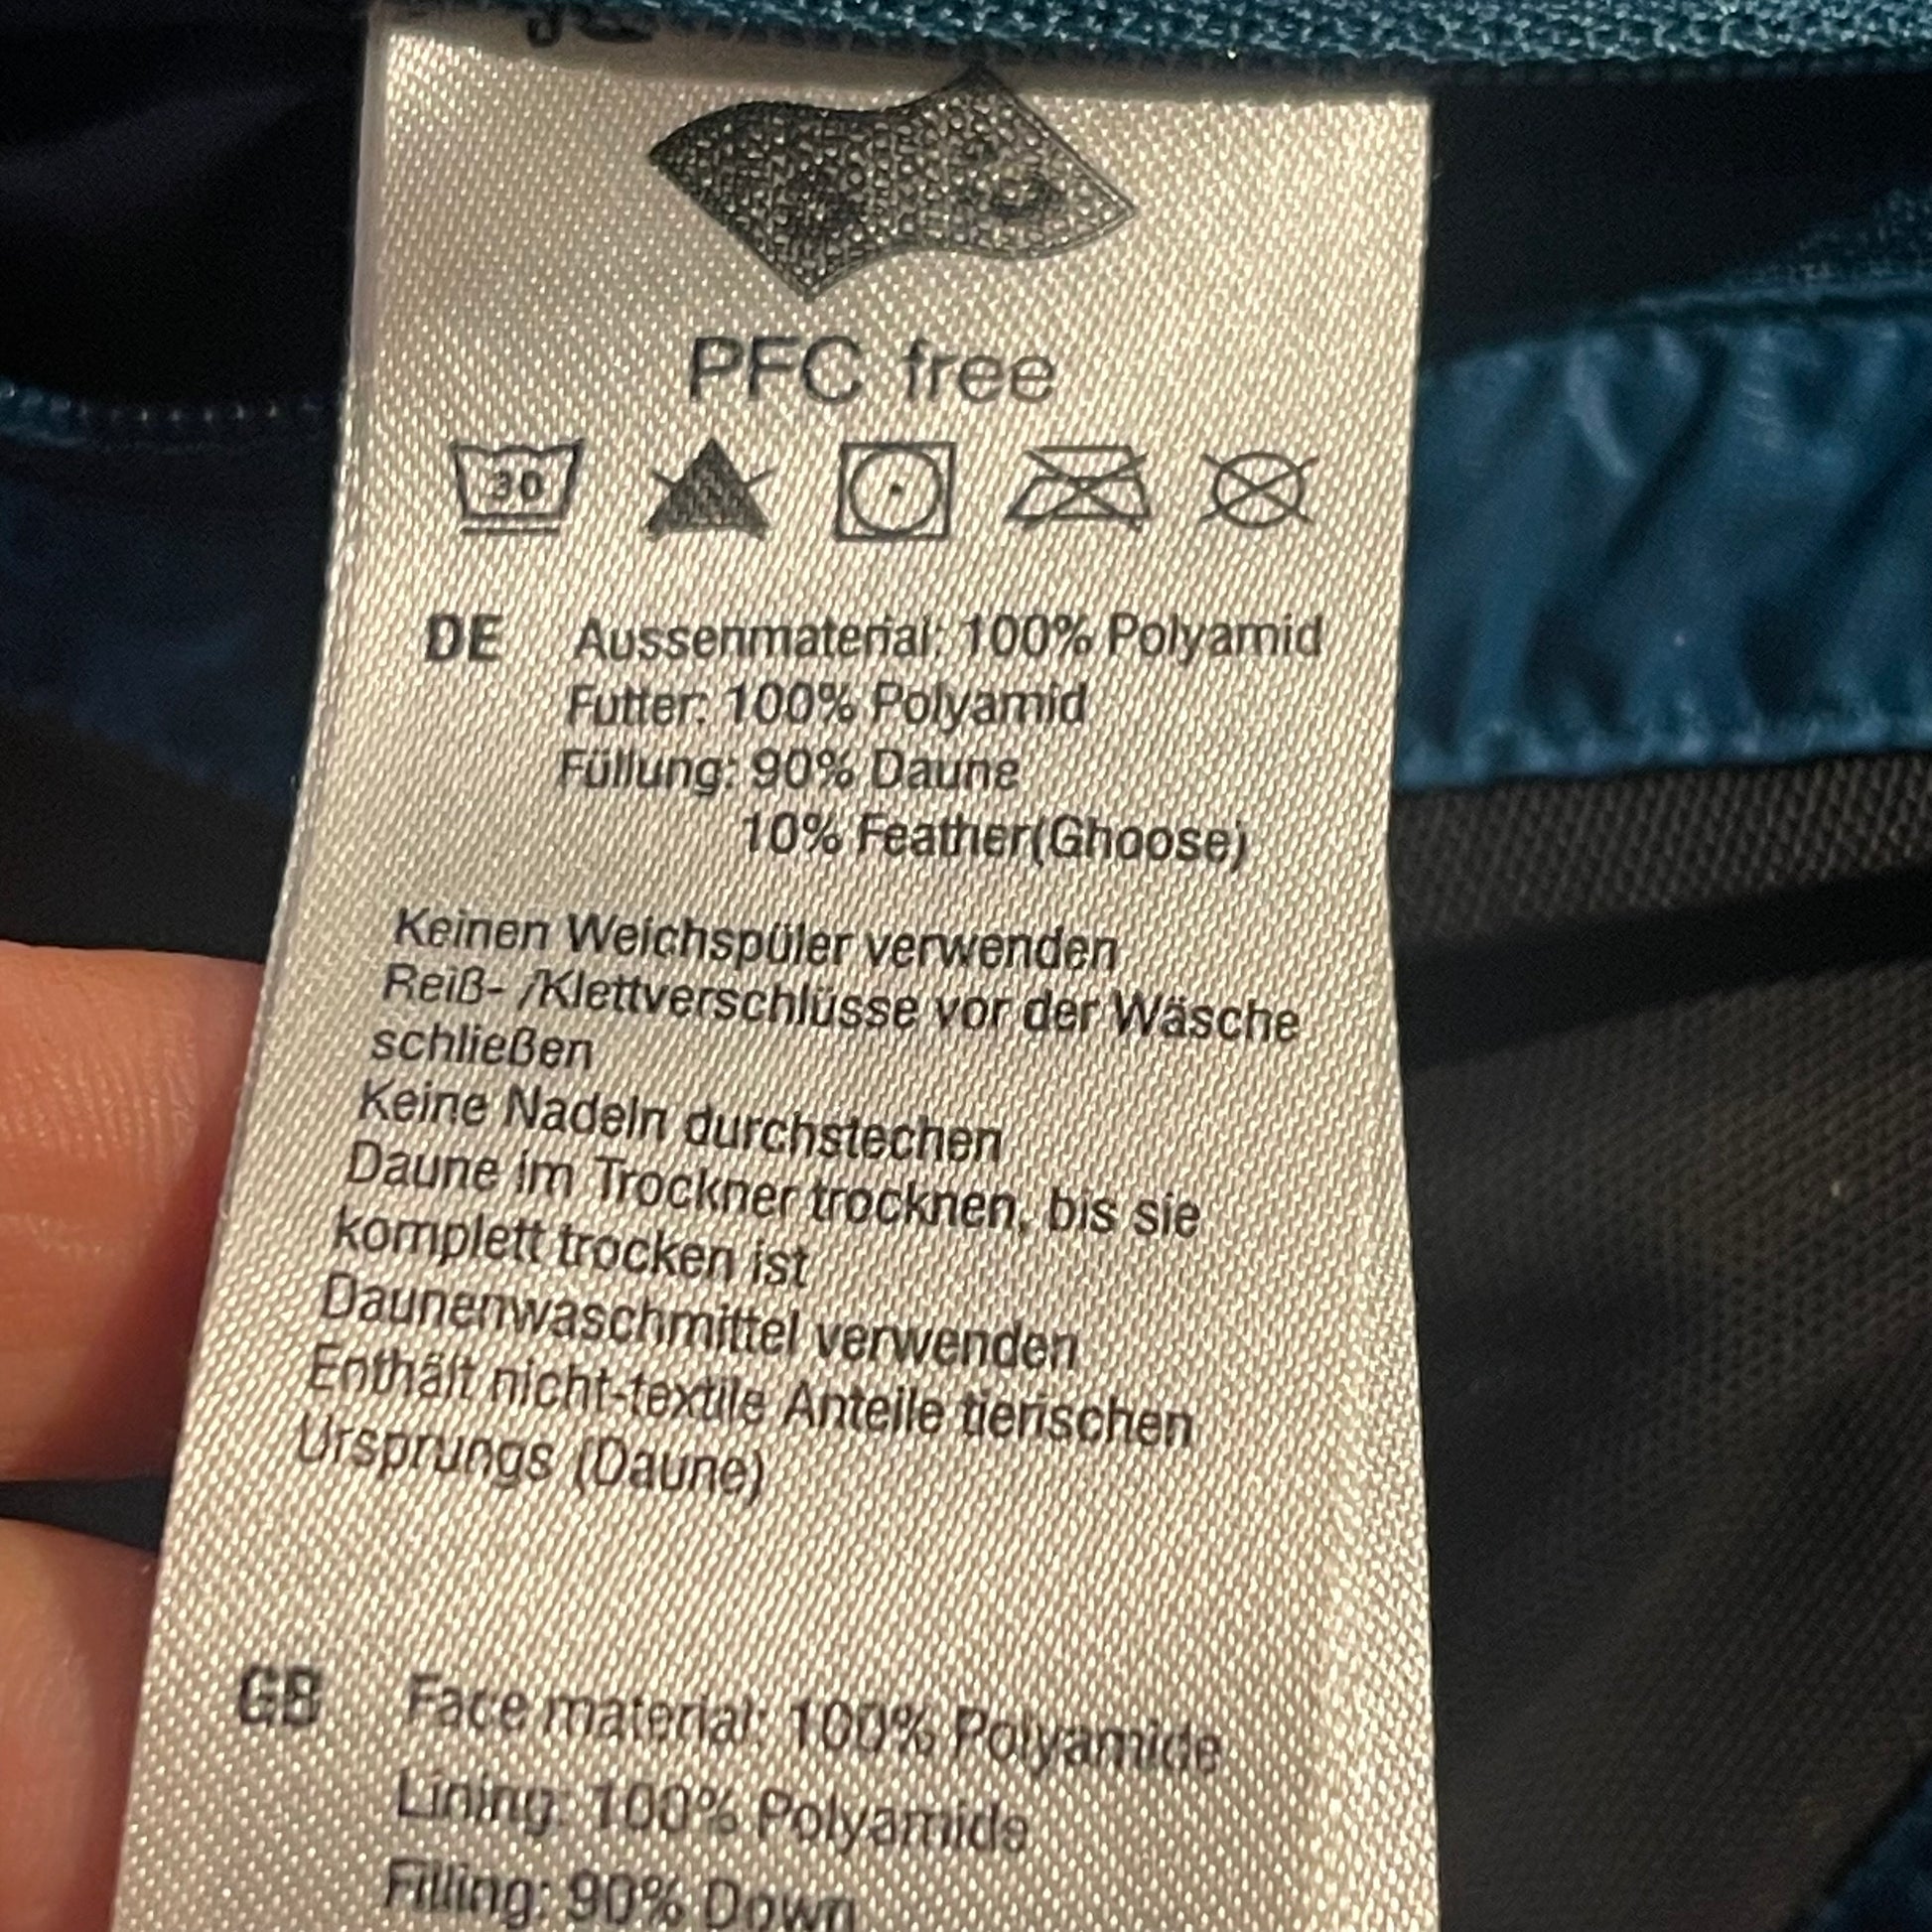 PFC free
30
DE Aussenmaterial: 100% Polyamid
Futter: 100% Polyamid
Füllung: 90% Daune
10% Feather(Ghoose)
Keinen Weichspüler verwenden
Reiß- /Klettverschlüsse vor der Wäsche
schließen
Keine Nadeln durchstechen
Daune im Trockner trocknen, bis sie
komplett trocken ist
Daunenwaschmittel verwenden
Enthält nicht-textile Anteile tierischen
Ursprungs (Daune)
GB Face material: 100% Polyamide
Lining: 100% Polyamide
Filling: 90% Down